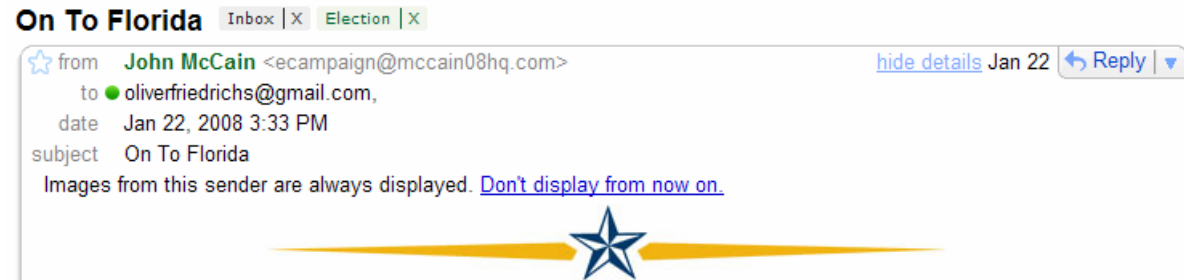 On To Florida Inbox | X Election | X
from John McCain <ecampaign@mccain08hq.com> hide details Jan 22 Reply
to oliverfriedrichs@gmail.com,
date Jan 22, 2008 3:33 PM
subject On To Florida
Images from this sender are always displayed. Don't display from now on.